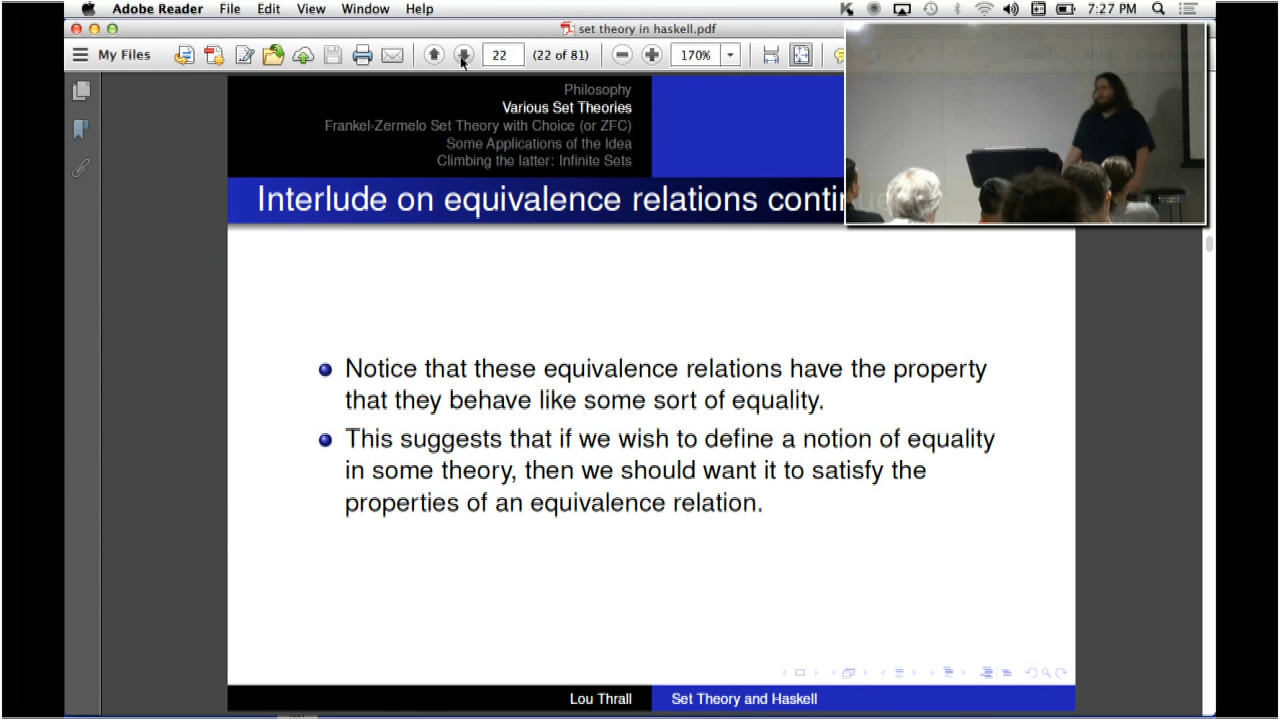 Adobe Reader File Edit View Window Help 7:27 PM
set theory in haskell.pdf
My Files 22 (22 of 81) 170%
Philosophy
Various Set Theories
Frankel-Zermelo Set Theory with Choice (or ZFC)
Some Applications of the Idea
Climbing the latter: Infinite Sets
Interlude on equivalence relations conti
Notice that these equivalence relations have the property
that they behave like some sort of equality.
This suggests that if we wish to define a notion of equality
in some theory, then we should want it to satisfy the
properties of an equivalence relation.
Lou Thrall Set Theory and Haskell